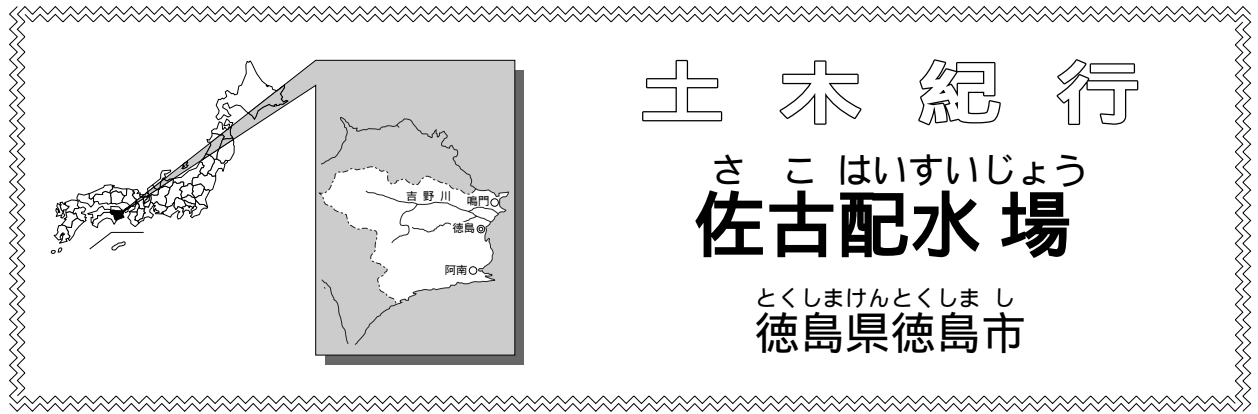 土木紀行
さこはいすいじょう
佐古配水場
とくしまけんとくしまし
徳島県徳島市
吉野川
鳴門
徳島
阿南